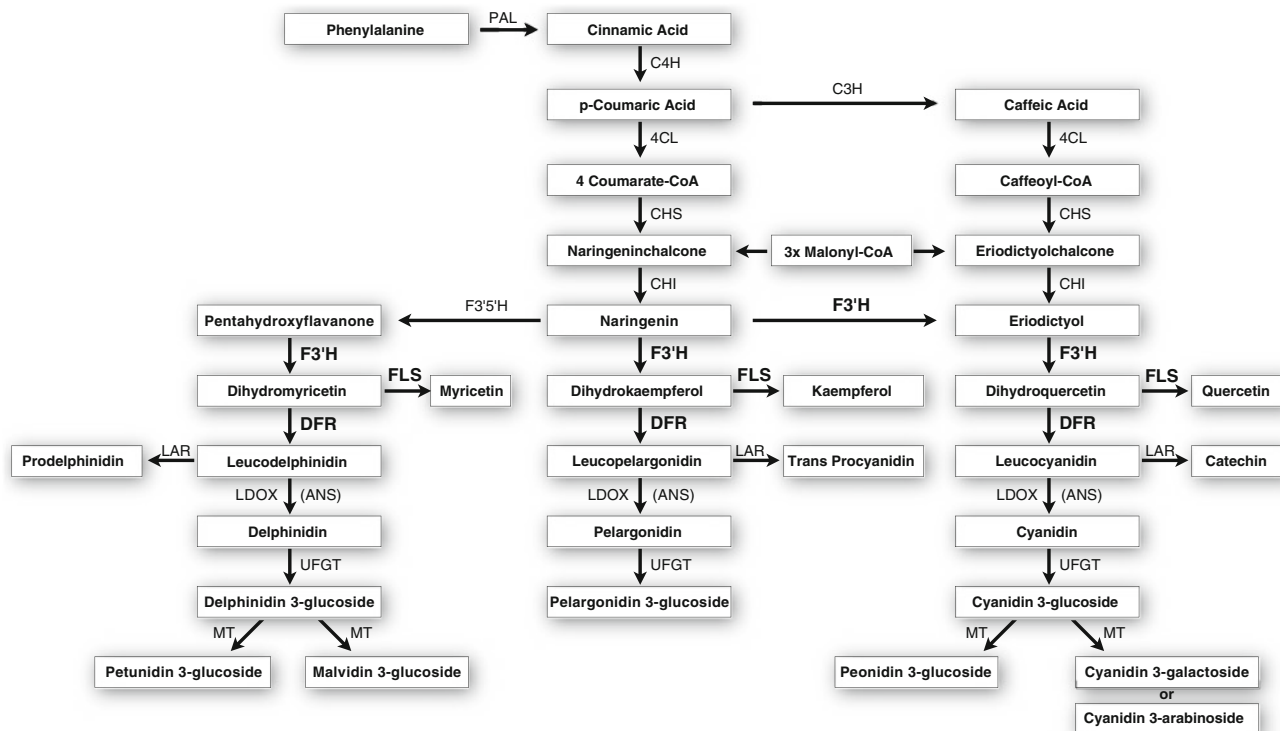 Phenylalanine PAL Cinnamic Acid
C4H
p-Coumaric Acid C3H Caffeic Acid
4CL 4CL
4 Coumarate-CoA Caffeoyl-CoA
CHS CHS
Naringeninchalcone 3x Malonyl-CoA Eriodictyolchalcone
CHI CHI
Pentahydroxyflavanone F3'5'H Naringenin F3'H Eriodictyol
F3'H F3'H F3'H
Dihydromyricetin FLS Myricetin Dihydrokaempferol FLS Kaempferol Dihydroquercetin FLS Quercetin
DFR DFR DFR
Prodelphinidin LAR Leucodelphinidin Leucopelargonidin LAR Trans Procyanidin Leucocyanidin LAR Catechin
LDOX (ANS) LDOX (ANS) LDOX (ANS)
Delphinidin Pelargonidin Cyanidin
UFGT UFGT UFGT
Delphinidin 3-glucoside Pelargonidin 3-glucoside Cyanidin 3-glucoside
MT MT MT MT
Petunidin 3-glucoside Malvidin 3-glucoside Peonidin 3-glucoside Cyanidin 3-galactoside
or
Cyanidin 3-arabinoside